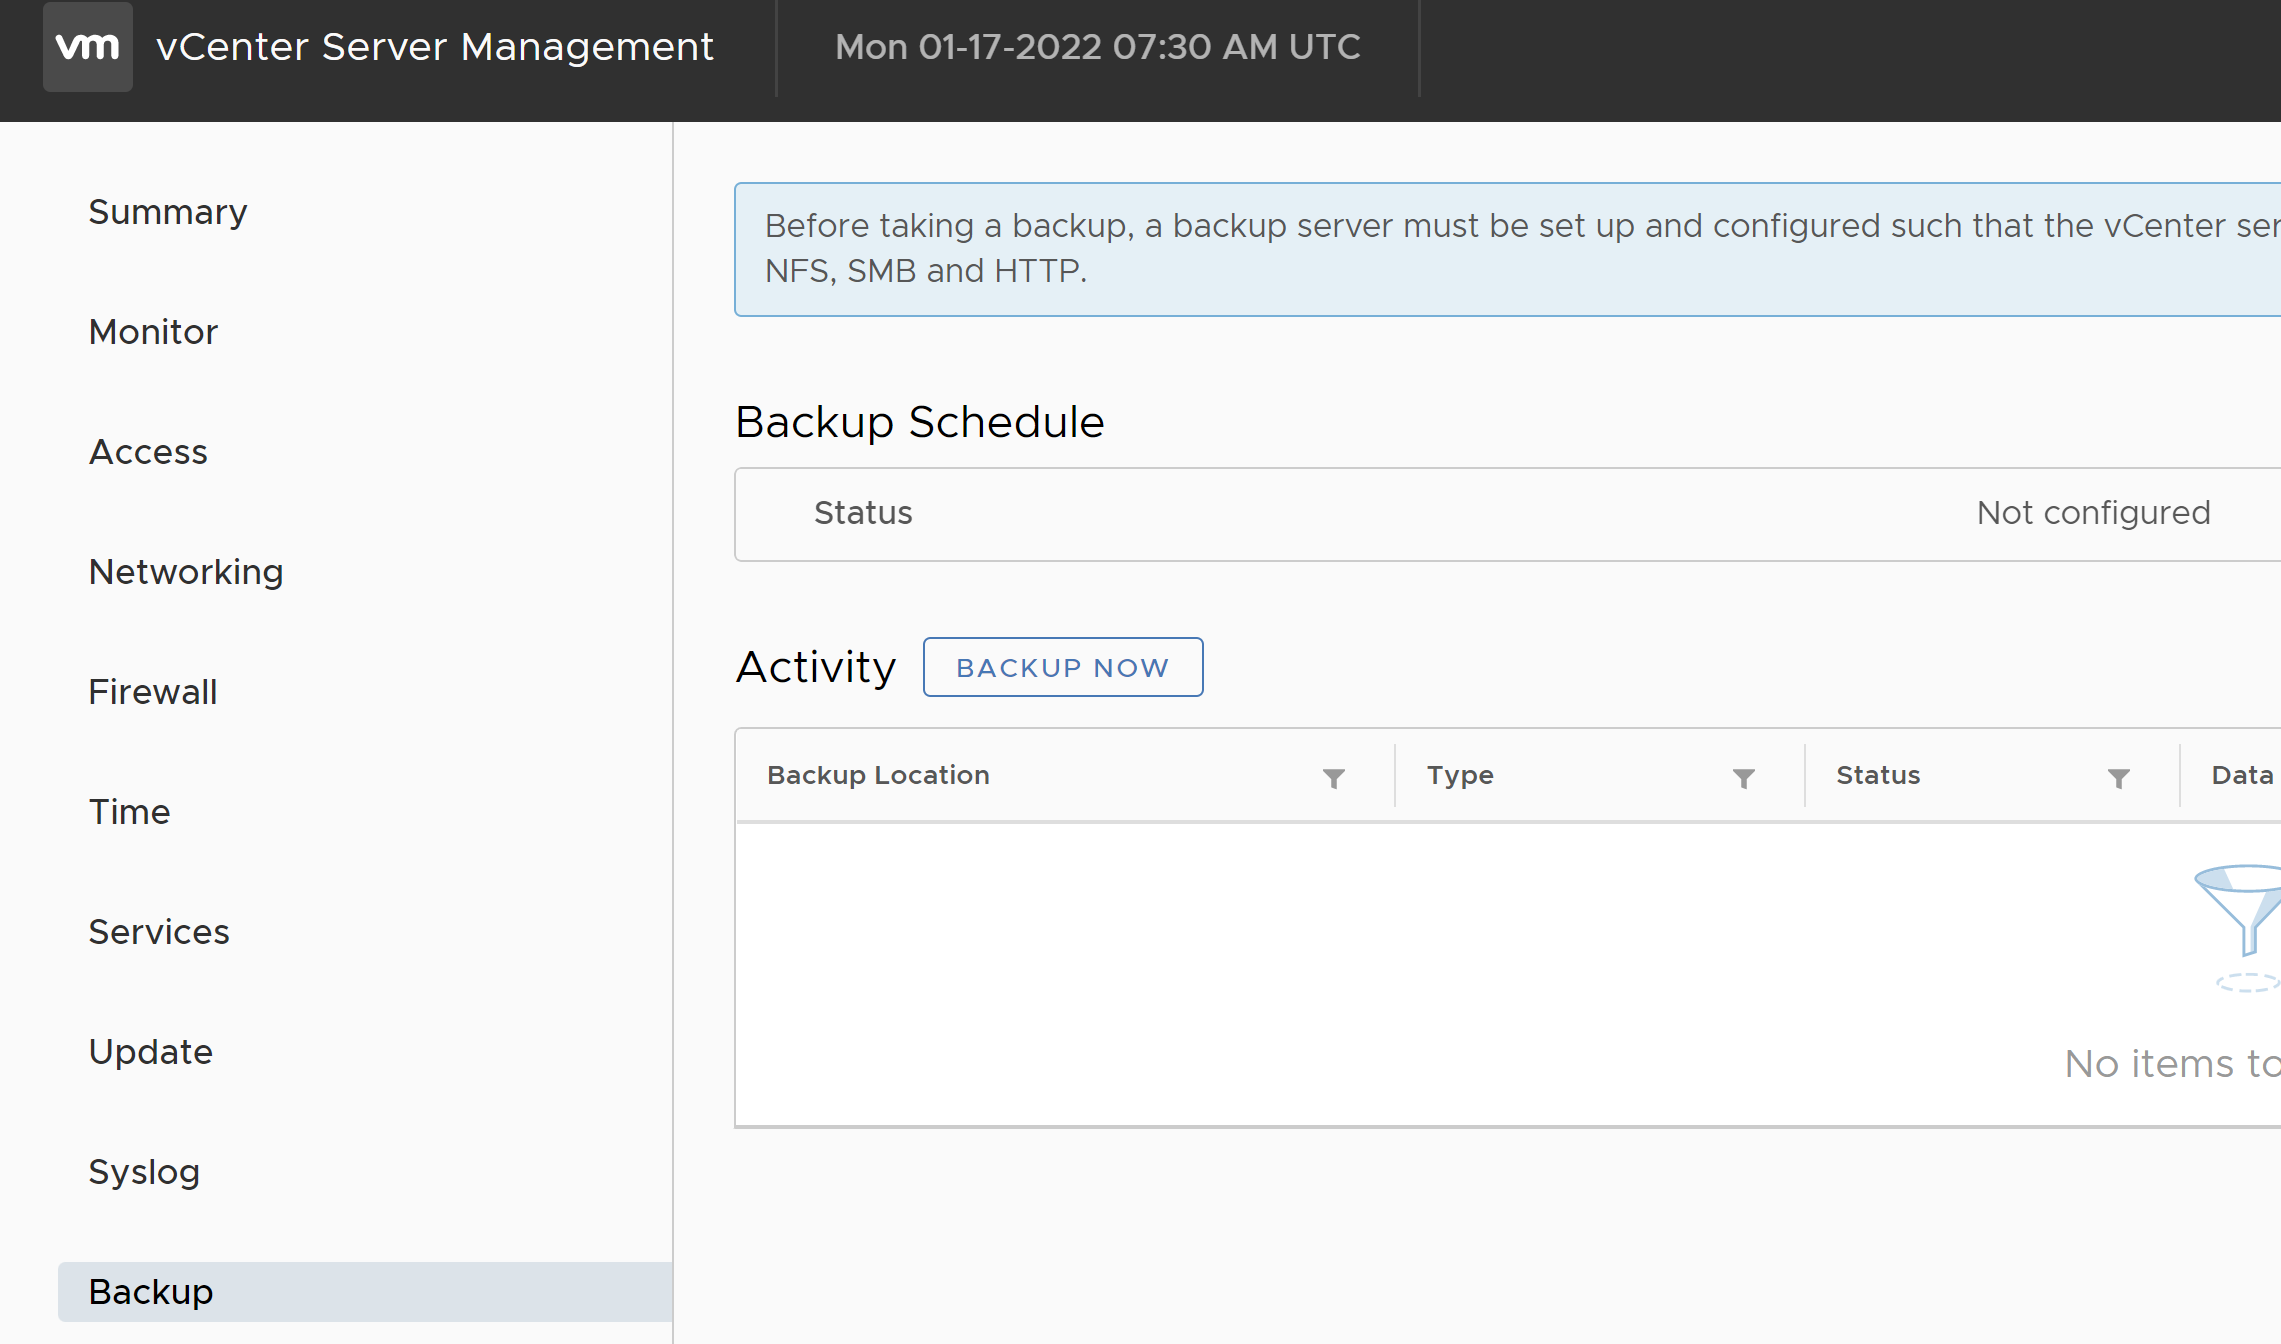 vm vCenter Server Management Mon 01-17-2022 07:30 AM UTC
Summary
Monitor
Access
Networking
Firewall
Time
Services
Update
Syslog
Backup
Before taking a backup, a backup server must be set up and configured such that the vCenter ser
NFS, SMB and HTTP.
Backup Schedule
Status Not configured
Activity BACKUP NOW
Backup Location Type Status Data
No items to